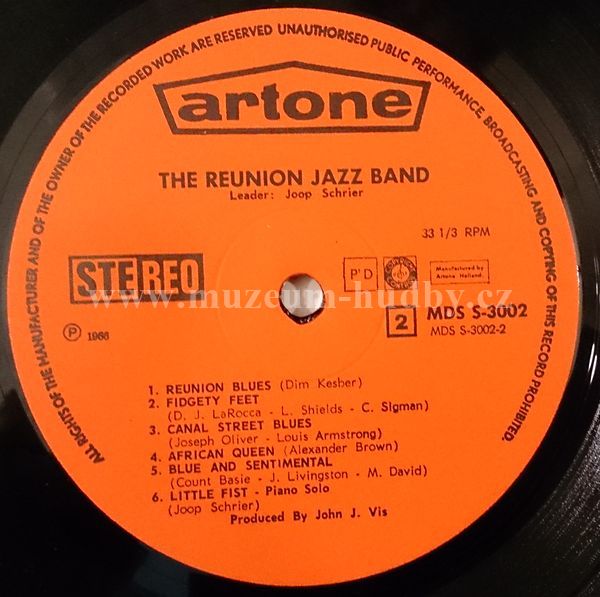 ALL RIGHTS OF THE MANUFACTURER AND OF THE OWNER OF THE RECORDED WORK ARE RESERVED UNAUTHORISED PUBLIC PERFORMANCE, BROADCASTING AND COPYING OF THIS RECORD PROHIBITED.
artone
THE REUNION JAZZ BAND
Leader: Joop Schrier
33 1/3 RPM
STEREO
P' D
Manufactured by
Artone Holland.
www.muzeum-hudby.cz
2 MDS S-3002
MDS S-3002-2
Ⓟ 1966
1. REUNION BLUES (Dim Kesber)
2. FIDGETY FEET
(D. J. LaRocca - L. Shields - C. Sigman)
3. CANAL STREET BLUES
(Joseph Oliver - Louis Armstrong)
4. AFRICAN QUEEN (Alexander Brown)
5. BLUE AND SENTIMENTAL
(Count Basie - J. Livingston - M. David)
6. LITTLE FIST - Piano Solo
(Joop Schrier)
Produced By John J. Vis